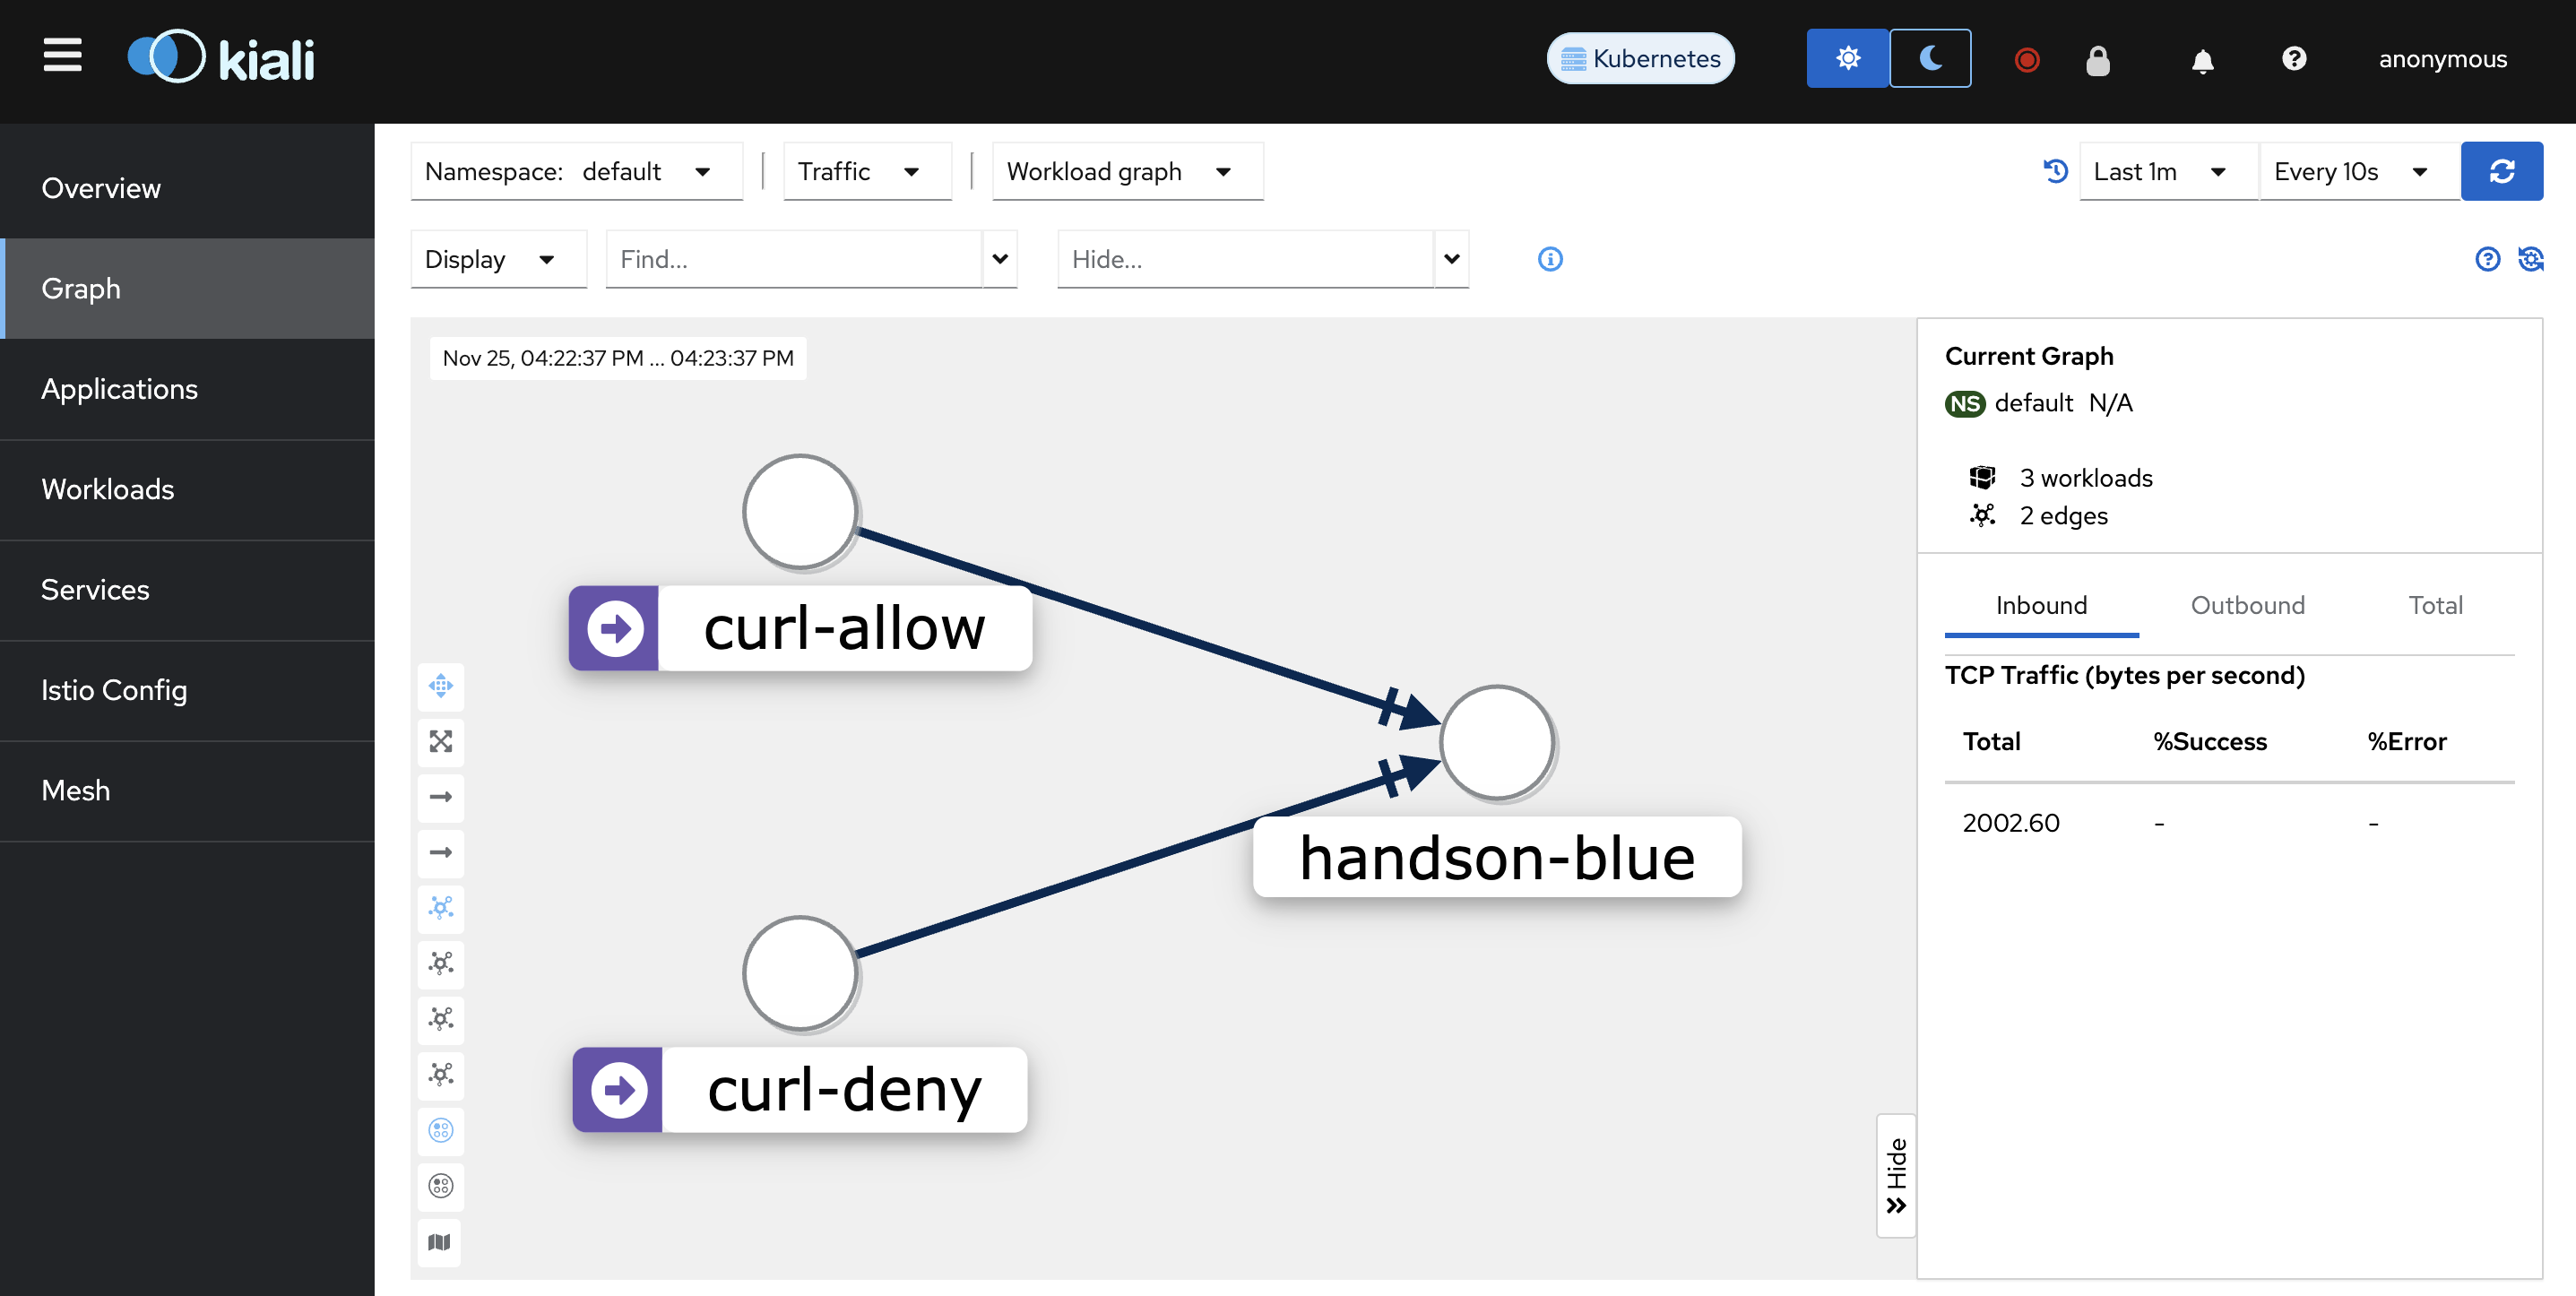 kiali
Kubernetes
anonymous
Overview
Graph
Applications
Workloads
Services
Istio Config
Mesh
Namespace: default
Traffic
Workload graph
Last 1m
Every 10s
Display
Find...
Hide...
Nov 25, 04:22:37 PM ... 04:23:37 PM
curl-allow
handson-blue
curl-deny
Hide
Current Graph
NS default N/A
3 workloads
2 edges
Inbound Outbound Total
TCP Traffic (bytes per second)
Total %Success %Error
2002.60 - -